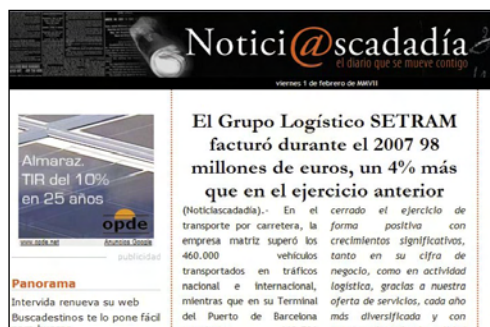 Notici@scadadía
el diario que se mueve contigo
viernes 1 de febrero de MMVII
Almaraz.
TIR del 10%
en 25 años
opde
www.opde.net Anuncios Google
publicidad
Panorama
Intervida renueva su web
Buscadestinos te lo pone fácil
El Grupo Logístico SETRAM
facturó durante el 2007 98
millones de euros, un 4% más
que en el ejercicio anterior
(Noticiascadadía).- En el
transporte por carretera, la
empresa matriz superó los
460.000 vehículos
transportados en tráficos
nacional e internacional,
mientras que en su Terminal
del Puerto de Barcelona
cerrado el ejercicio de
forma positiva con
crecimientos significativos,
tanto en su cifra de
negocio, como en actividad
logística, gracias a nuestra
oferta de servicios, cada año
más diversificada y con